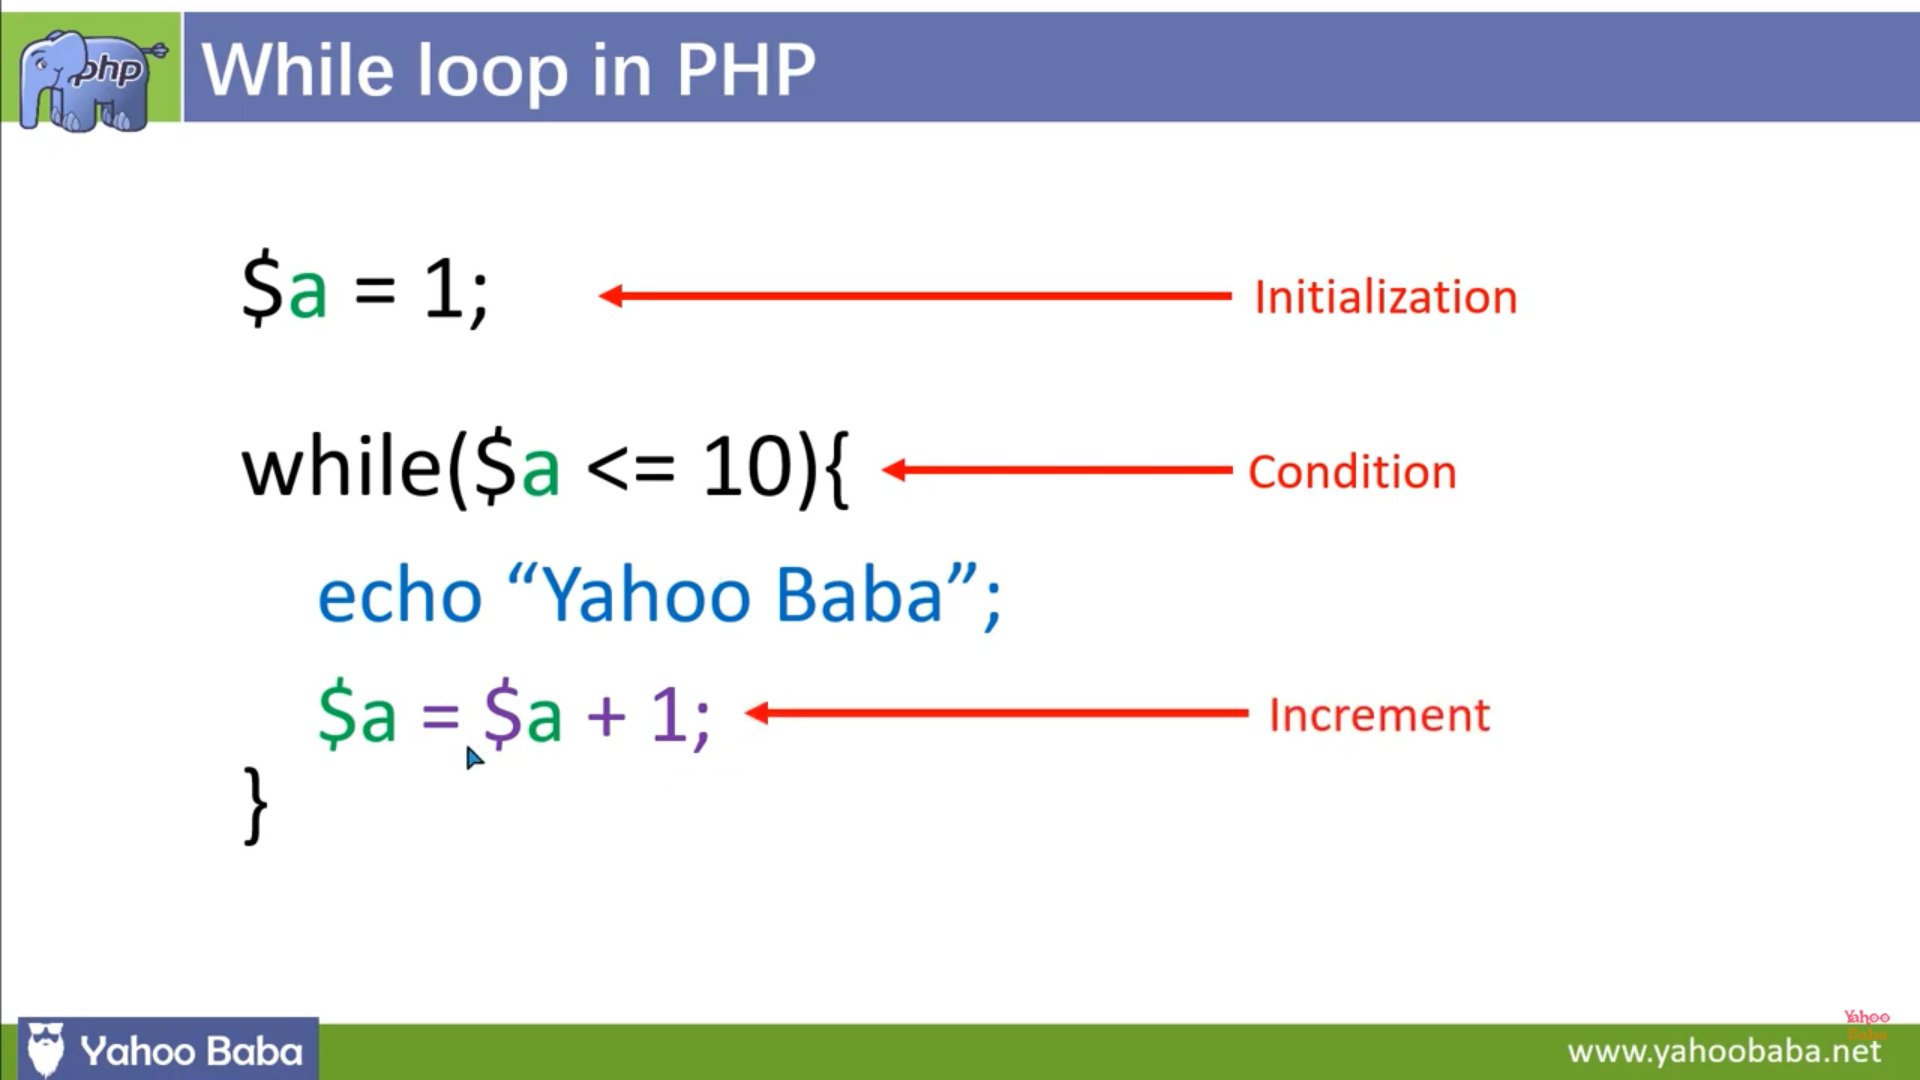 php
While loop in PHP
$a = 1;
Initialization
while($a <= 10){
Condition
echo “Yahoo Baba”;
$a = $a + 1;
Increment
}
Yahoo Baba
Yahoo
Baba
www.yahoobaba.net